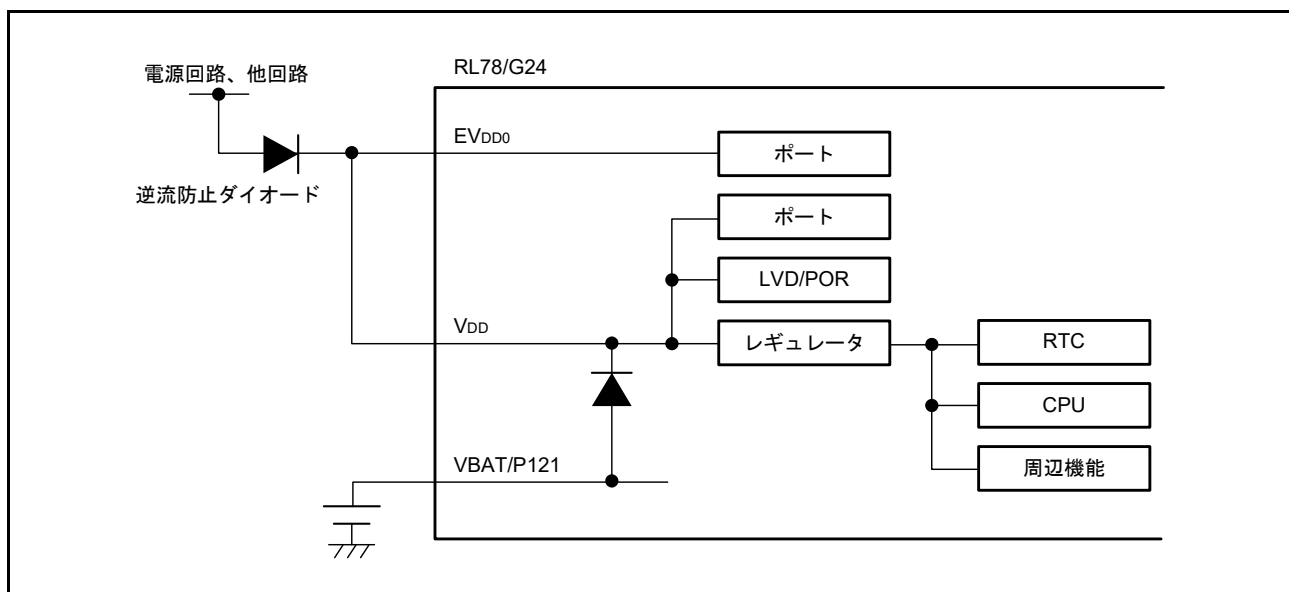 RL78/G24
電源回路、他回路
EVDD0
ポート
逆流防止ダイオード
ポート
LVD/POR
VDD
レギュレータ
RTC
CPU
VBAT/P121
周辺機能